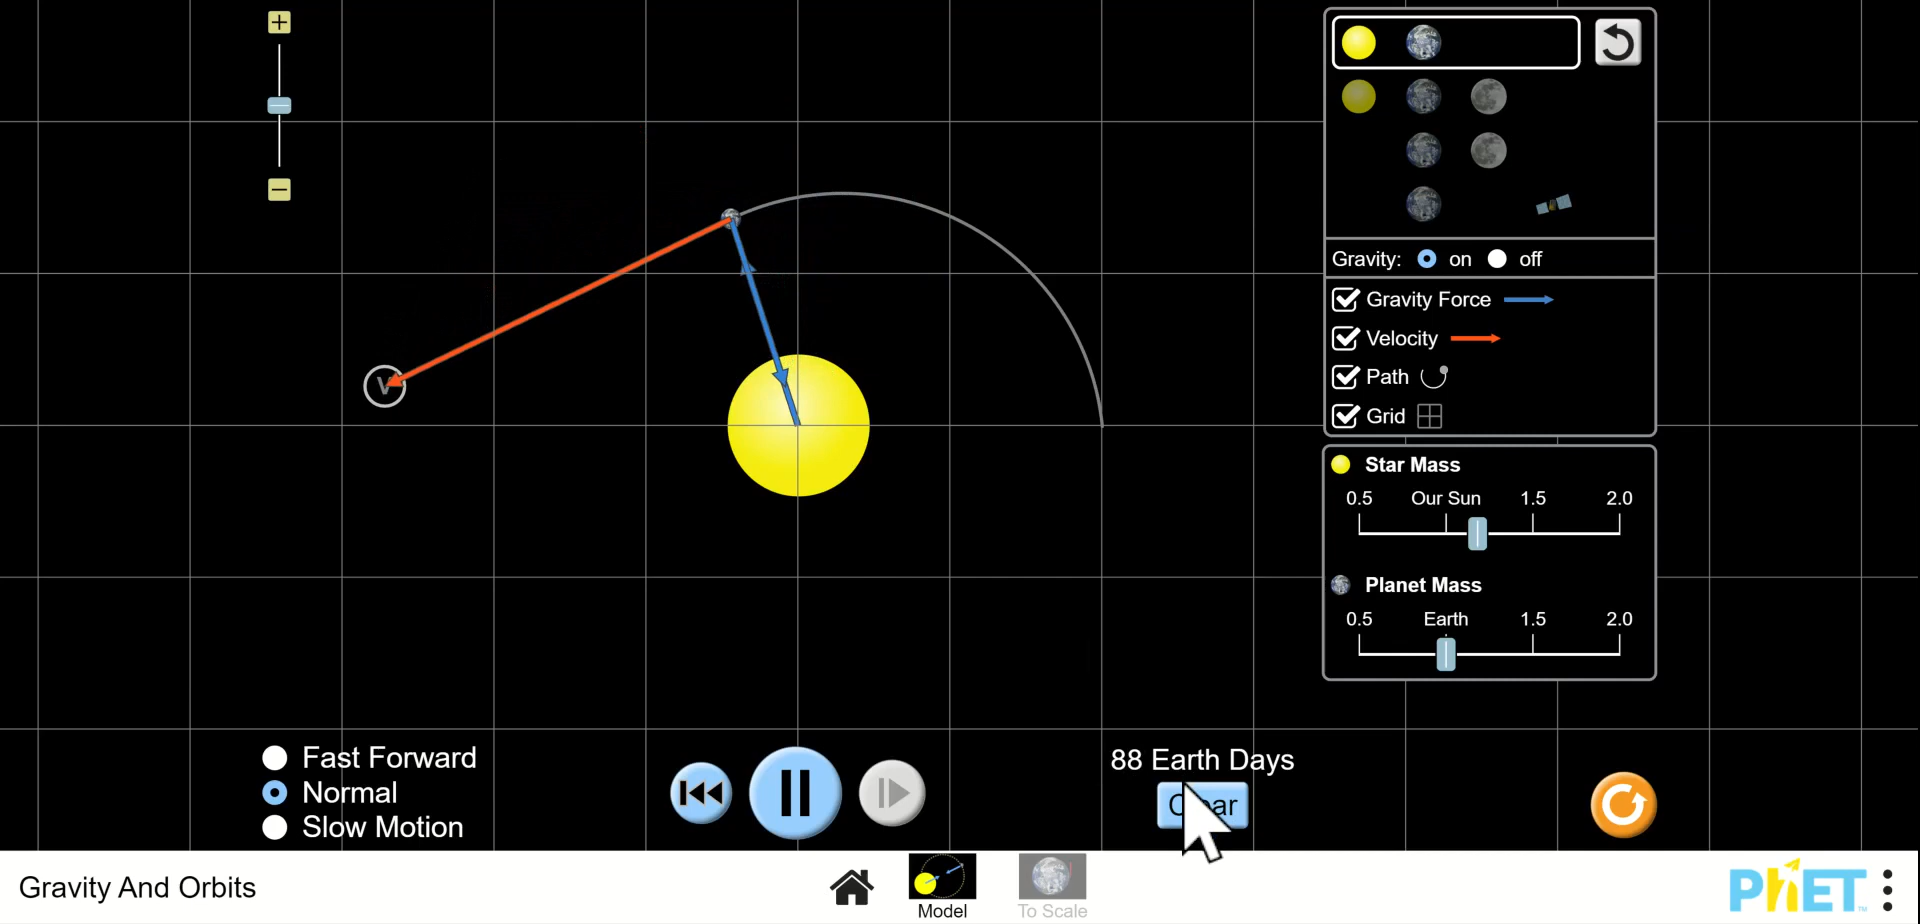 +
−
V
Gravity: on off
Gravity Force
Velocity
Path
Grid
Star Mass
0.5 Our Sun 1.5 2.0
Planet Mass
0.5 Earth 1.5 2.0
Fast Forward
Normal
Slow Motion
88 Earth Days
Gravity And Orbits
Model
To Scale
PhET